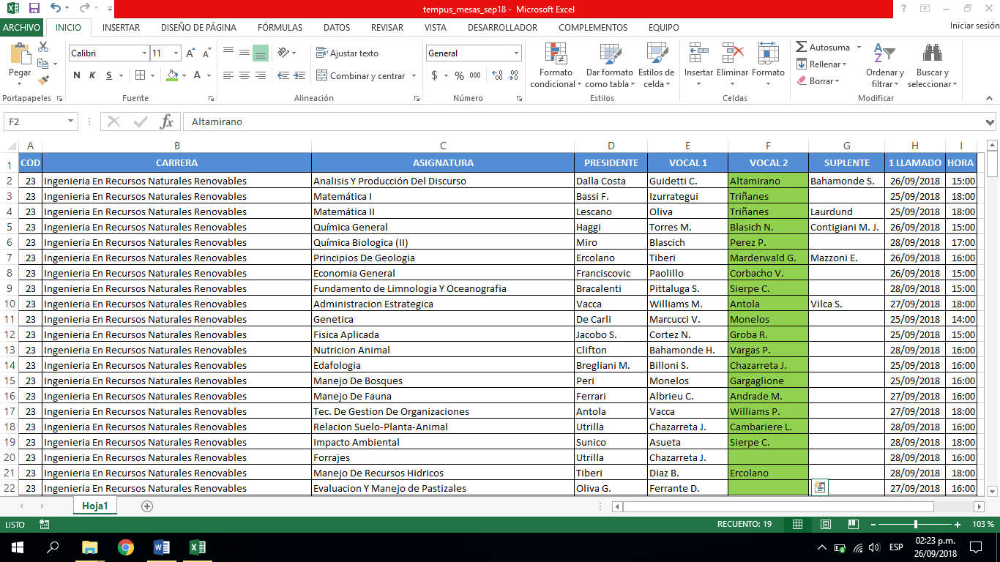 tempus_mesas_sep18 - Microsoft Excel
ARCHIVO INICIO INSERTAR DISEÑO DE PÁGINA FÓRMULAS DATOS REVISAR VISTA DESARROLLADOR COMPLEMENTOS EQUIPO Iniciar sesión
Calibri 11 Ajustar texto General Autosuma
Pegar N K S A Combinar y centrar $ % 000 Formato condicional Dar formato como tabla Estilos de celda Insertar Eliminar Formato Rellenar Borrar Ordenar y filtrar Buscar y seleccionar
Portapapeles Fuente Alineación Número Estilos Celdas Modificar
F2 fx Altamirano
A B C D E F G H I
1 COD CARRERA ASIGNATURA PRESIDENTE VOCAL 1 VOCAL 2 SUPLENTE 1 LLAMADO HORA
2 23 Ingenieria En Recursos Naturales Renovables Analisis Y Producción Del Discurso Dalla Costa Guidetti C. Altamirano Bahamonde S. 26/09/2018 15:00
3 23 Ingenieria En Recursos Naturales Renovables Matemática I Bassi F. Izurrategui Triñanes 25/09/2018 18:00
4 23 Ingenieria En Recursos Naturales Renovables Matemática II Lescano Oliva Triñanes Laurdund 25/09/2018 18:00
5 23 Ingenieria En Recursos Naturales Renovables Química General Haggi Torres M. Blasich N. Contigiani M. J. 26/09/2018 15:00
6 23 Ingenieria En Recursos Naturales Renovables Química Biologica (II) Miro Blascich Perez P. 28/09/2018 17:00
7 23 Ingenieria En Recursos Naturales Renovables Principios De Geologia Ercolano Tiberi Marderwald G. Mazzoni E. 26/09/2018 16:00
8 23 Ingenieria En Recursos Naturales Renovables Economia General Franciscovic Paolillo Corbacho V. 26/09/2018 15:00
9 23 Ingenieria En Recursos Naturales Renovables Fundamento de Limnologia Y Oceanografia Bracalenti Pittaluga S. Sierpe C. 28/09/2018 15:00
10 23 Ingenieria En Recursos Naturales Renovables Administracion Estrategica Vacca Williams M. Antola Vilca S. 27/09/2018 18:00
11 23 Ingenieria En Recursos Naturales Renovables Genetica De Carli Marcucci V. Monelos 25/09/2018 14:00
12 23 Ingenieria En Recursos Naturales Renovables Fisica Aplicada Jacobo S. Cortez N. Groba R. 25/09/2018 15:00
13 23 Ingenieria En Recursos Naturales Renovables Nutricion Animal Clifton Bahamonde H. Vargas P. 28/09/2018 16:00
14 23 Ingenieria En Recursos Naturales Renovables Edafologia Bregliani M. Billoni S. Chazarreta J. 25/09/2018 16:00
15 23 Ingenieria En Recursos Naturales Renovables Manejo De Bosques Peri Monelos Gargaglione 25/09/2018 16:00
16 23 Ingenieria En Recursos Naturales Renovables Manejo De Fauna Ferrari Albrieu C. Andrade M. 27/09/2018 16:00
17 23 Ingenieria En Recursos Naturales Renovables Tec. De Gestion De Organizaciones Antola Vacca Williams P. 27/09/2018 18:00
18 23 Ingenieria En Recursos Naturales Renovables Relacion Suelo-Planta-Animal Utrilla Chazarreta J. Cambariere L. 28/09/2018 16:00
19 23 Ingenieria En Recursos Naturales Renovables Impacto Ambiental Sunico Asueta Sierpe C. 28/09/2018 18:00
20 23 Ingenieria En Recursos Naturales Renovables Forrajes Utrilla Chazarreta J. 28/09/2018 16:00
21 23 Ingenieria En Recursos Naturales Renovables Manejo De Recursos Hidricos Tiberi Diaz B. Ercolano 28/09/2018 18:00
22 23 Ingenieria En Recursos Naturales Renovables Evaluacion Y Manejo de Pastizales Oliva G. Ferrante D. 27/09/2018 16:00
Hoja1
LISTO RECUENTO: 19 103 %
ESP 02:23 p.m.
26/09/2018